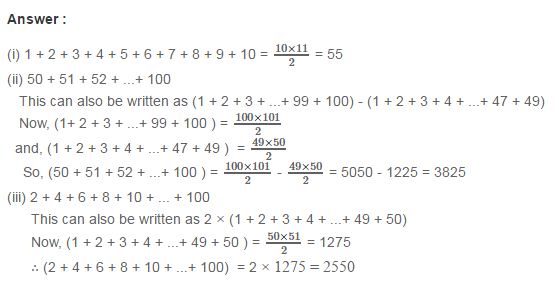 Answer :
(i) 1 + 2 + 3 + 4 + 5 + 6 + 7 + 8 + 9 + 10 = 10×11/2 = 55
(ii) 50 + 51 + 52 + ...+ 100
This can also be written as (1 + 2 + 3 + ...+ 99 + 100) - (1 + 2 + 3 + 4 + ...+ 47 + 49)
Now, (1+ 2 + 3 + ...+ 99 + 100 ) = 100×101/2
and, (1 + 2 + 3 + 4 + ...+ 47 + 49 ) = 49×50/2
So, (50 + 51 + 52 + ...+ 100 ) = 100×101/2 - 49×50/2 = 5050 - 1225 = 3825
(iii) 2 + 4 + 6 + 8 + 10 + ... + 100
This can also be written as 2 × (1 + 2 + 3 + 4 + ...+ 49 + 50)
Now, (1 + 2 + 3 + 4 + ...+ 49 + 50 ) = 50×51/2 = 1275
∴ (2 + 4 + 6 + 8 + 10 + ...+ 100) = 2 × 1275 = 2550